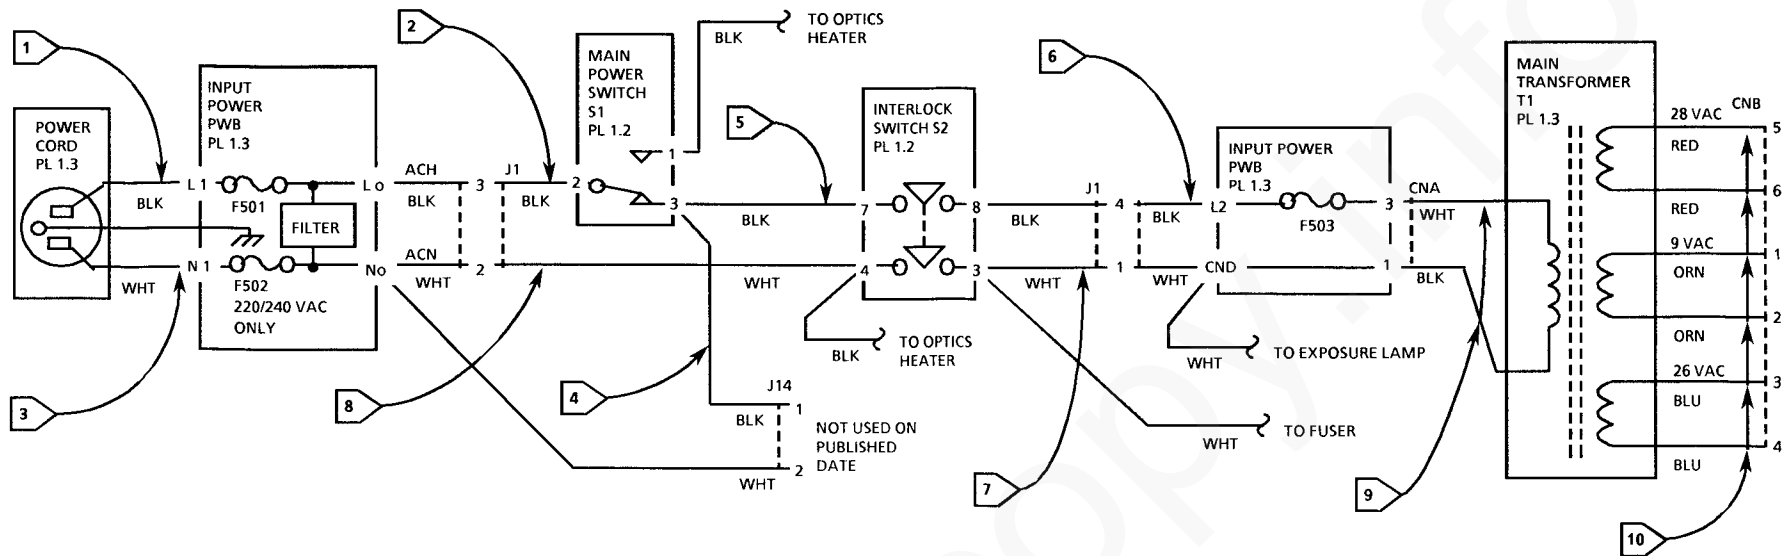 1
POWER
CORD
PL 1.3
BLK
WHT
3
INPUT
POWER
PWB
PL 1.3
L1
F501
Lo
FILTER
N1
No
F502
220/240 VAC
ONLY
ACH
BLK
3
J1
BLK
ACN
WHT
2
8
2
MAIN
POWER
SWITCH
S1
PL 1.2
2
1
3
BLK
TO OPTICS
HEATER
BLK
4
J14
BLK
1
NOT USED ON
PUBLISHED
DATE
WHT
2
5
INTERLOCK
SWITCH S2
PL 1.2
7
8
WHT
4
3
BLK
TO OPTICS
HEATER
BLK
WHT
J1
4
1
BLK
WHT
6
7
INPUT POWER
PWB
PL 1.3
L2
F503
3
CND
1
WHT
TO EXPOSURE LAMP
WHT
TO FUSER
CNA
WHT
BLK
9
MAIN
TRANSFORMER
T1
PL 1.3
28 VAC
CNB
5
RED
6
RED
9 VAC
1
ORN
2
ORN
26 VAC
3
BLU
4
BLU
10
opy.info